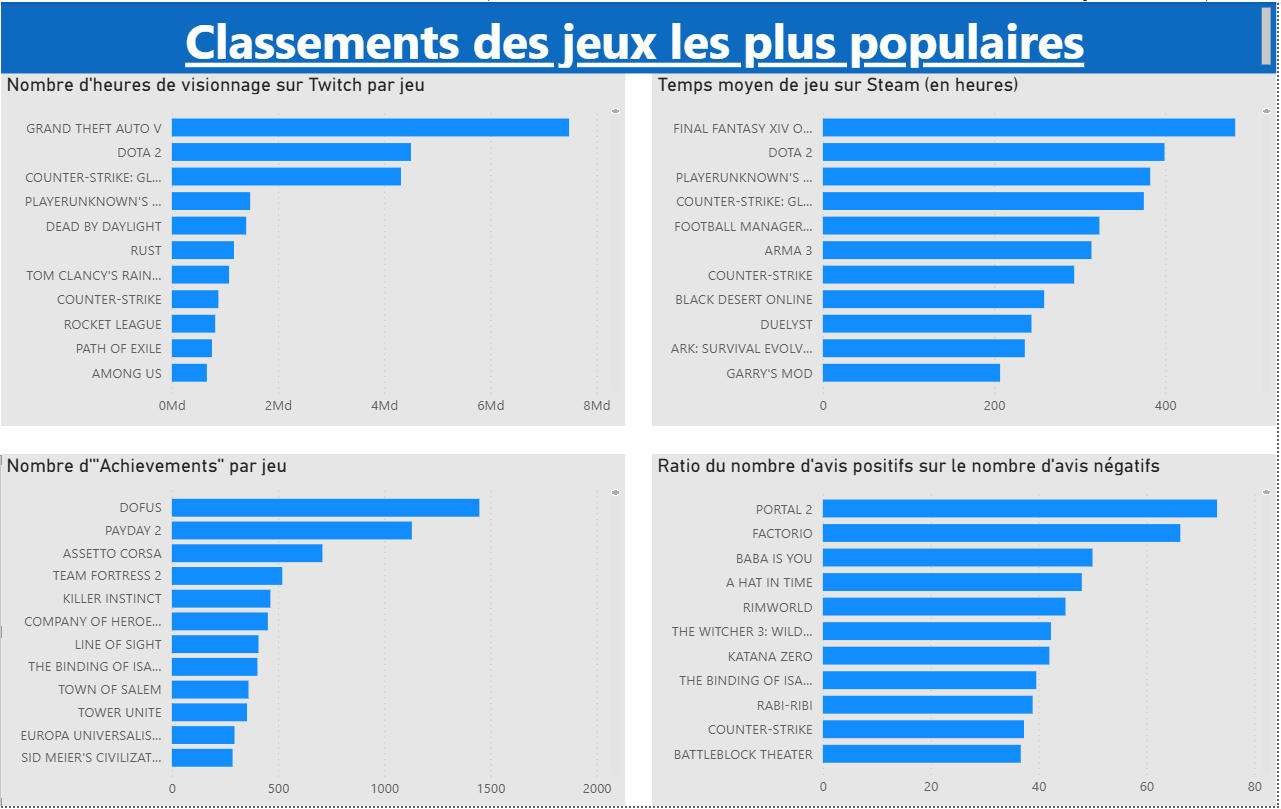 Classements des jeux les plus populaires
Nombre d'heures de visionnage sur Twitch par jeu
GRAND THEFT AUTO V
DOTA 2
COUNTER-STRIKE: GL...
PLAYERUNKNOWN'S ...
DEAD BY DAYLIGHT
RUST
TOM CLANCY'S RAIN...
COUNTER-STRIKE
ROCKET LEAGUE
PATH OF EXILE
AMONG US
0Md 2Md 4Md 6Md 8Md
Temps moyen de jeu sur Steam (en heures)
FINAL FANTASY XIV O...
DOTA 2
PLAYERUNKNOWN'S ...
COUNTER-STRIKE: GL...
FOOTBALL MANAGER...
ARMA 3
COUNTER-STRIKE
BLACK DESERT ONLINE
DUELYST
ARK: SURVIVAL EVOLV...
GARRY'S MOD
0 200 400
Nombre d'"Achievements" par jeu
DOFUS
PAYDAY 2
ASSETTO CORSA
TEAM FORTRESS 2
KILLER INSTINCT
COMPANY OF HEROE...
LINE OF SIGHT
THE BINDING OF ISA...
TOWN OF SALEM
TOWER UNITE
EUROPA UNIVERSALIS...
SID MEIER'S CIVILIZAT...
0 500 1000 1500 2000
Ratio du nombre d'avis positifs sur le nombre d'avis négatifs
PORTAL 2
FACTORIO
BABA IS YOU
A HAT IN TIME
RIMWORLD
THE WITCHER 3: WILD...
KATANA ZERO
THE BINDING OF ISA...
RABI-RIBI
COUNTER-STRIKE
BATTLEBLOCK THEATER
0 20 40 60 80